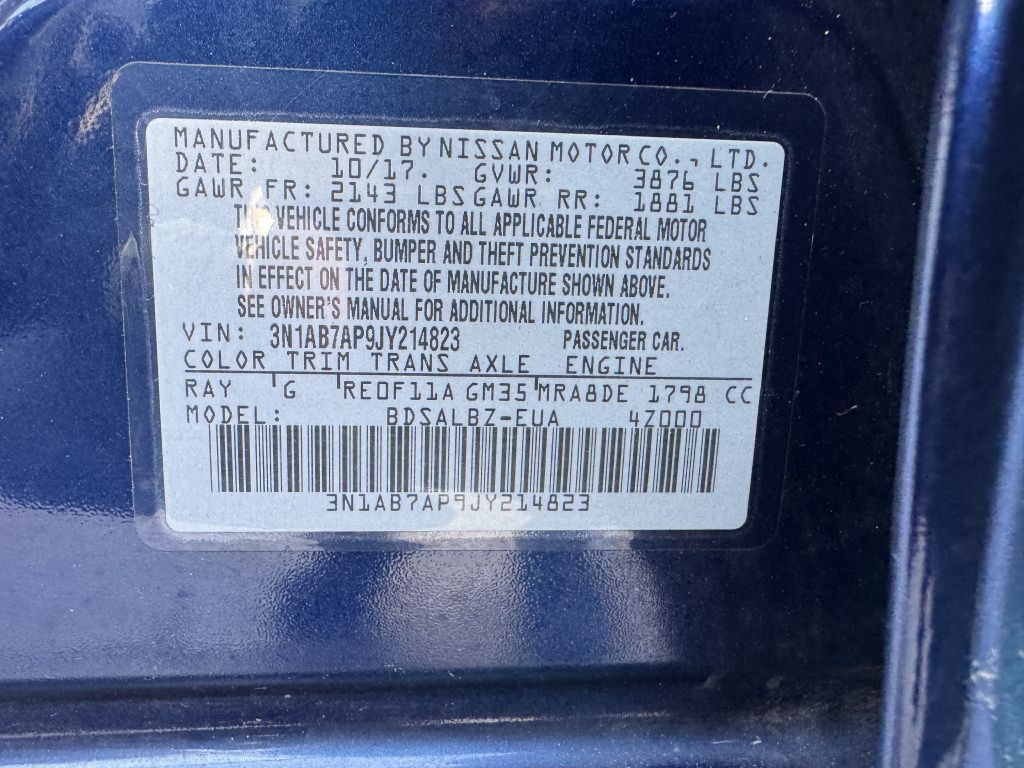 MANUFACTURED BY NISSAN MOTOR CO., LTD.
DATE: 10/17. GVWR: 3876 LBS
GAWR FR: 2143 LBS GAWR RR: 1881 LBS
THIS VEHICLE CONFORMS TO ALL APPLICABLE FEDERAL MOTOR
VEHICLE SAFETY, BUMPER AND THEFT PREVENTION STANDARDS
IN EFFECT ON THE DATE OF MANUFACTURE SHOWN ABOVE.
SEE OWNER'S MANUAL FOR ADDITIONAL INFORMATION.
VIN: 3N1AB7AP9JY214823 PASSENGER CAR.
COLOR TRIM TRANS AXLE ENGINE
RAY G RE0F11A GM35 MRA8DE 1798 CC
MODEL: BDSALBZ-EUA 4Z000
3N1AB7AP9JY214823